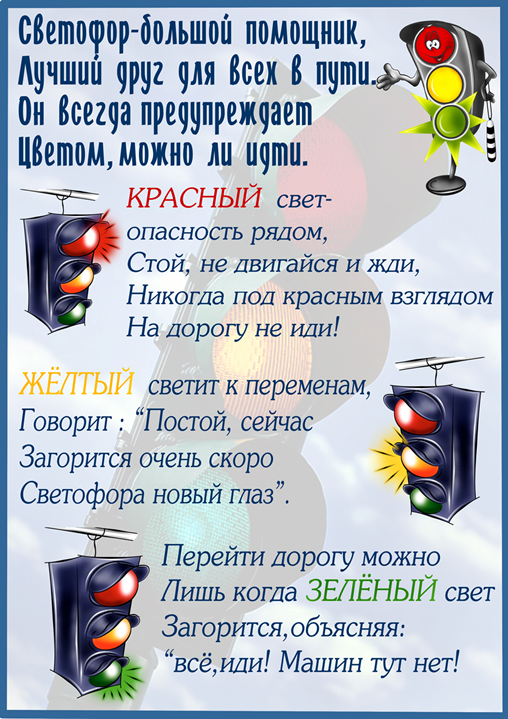 Светофор-большой помощник,
Лучший друг для всех в пути.
Он всегда предупреждает
Цветом, можно ли идти.
КРАСНЫЙ свет-
опасность рядом,
Стой, не двигайся и жди,
Никогда под красным взглядом
На дорогу не иди!
ЖЁЛТЫЙ светит к переменам,
Говорит : “Постой, сейчас
Загорится очень скоро
Светофора новый глаз”.
Перейти дорогу можно
Лишь когда ЗЕЛЁНЫЙ свет
Загорится,объясняя:
“всё,иди! Машин тут нет!